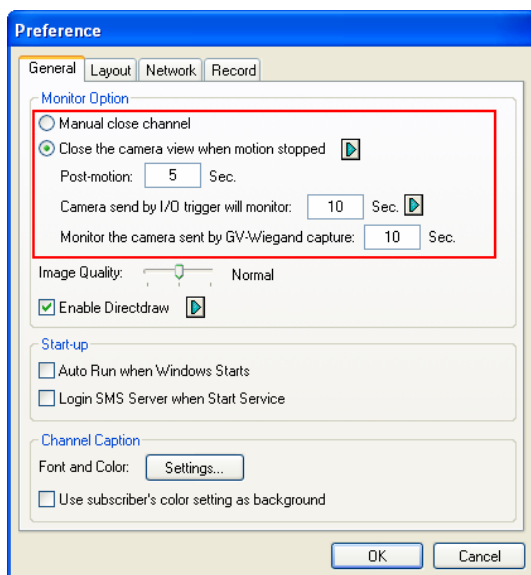 Preference
General Layout Network Record
Monitor Option
Manual close channel
Close the camera view when motion stopped
Post-motion: 5 Sec.
Camera send by I/O trigger will monitor: 10 Sec.
Monitor the camera sent by GV-Wiegand capture: 10 Sec.
Image Quality: Normal
Enable Directdraw
Start-up
Auto Run when Windows Starts
Login SMS Server when Start Service
Channel Caption
Font and Color: Settings...
Use subscriber's color setting as background
OK Cancel